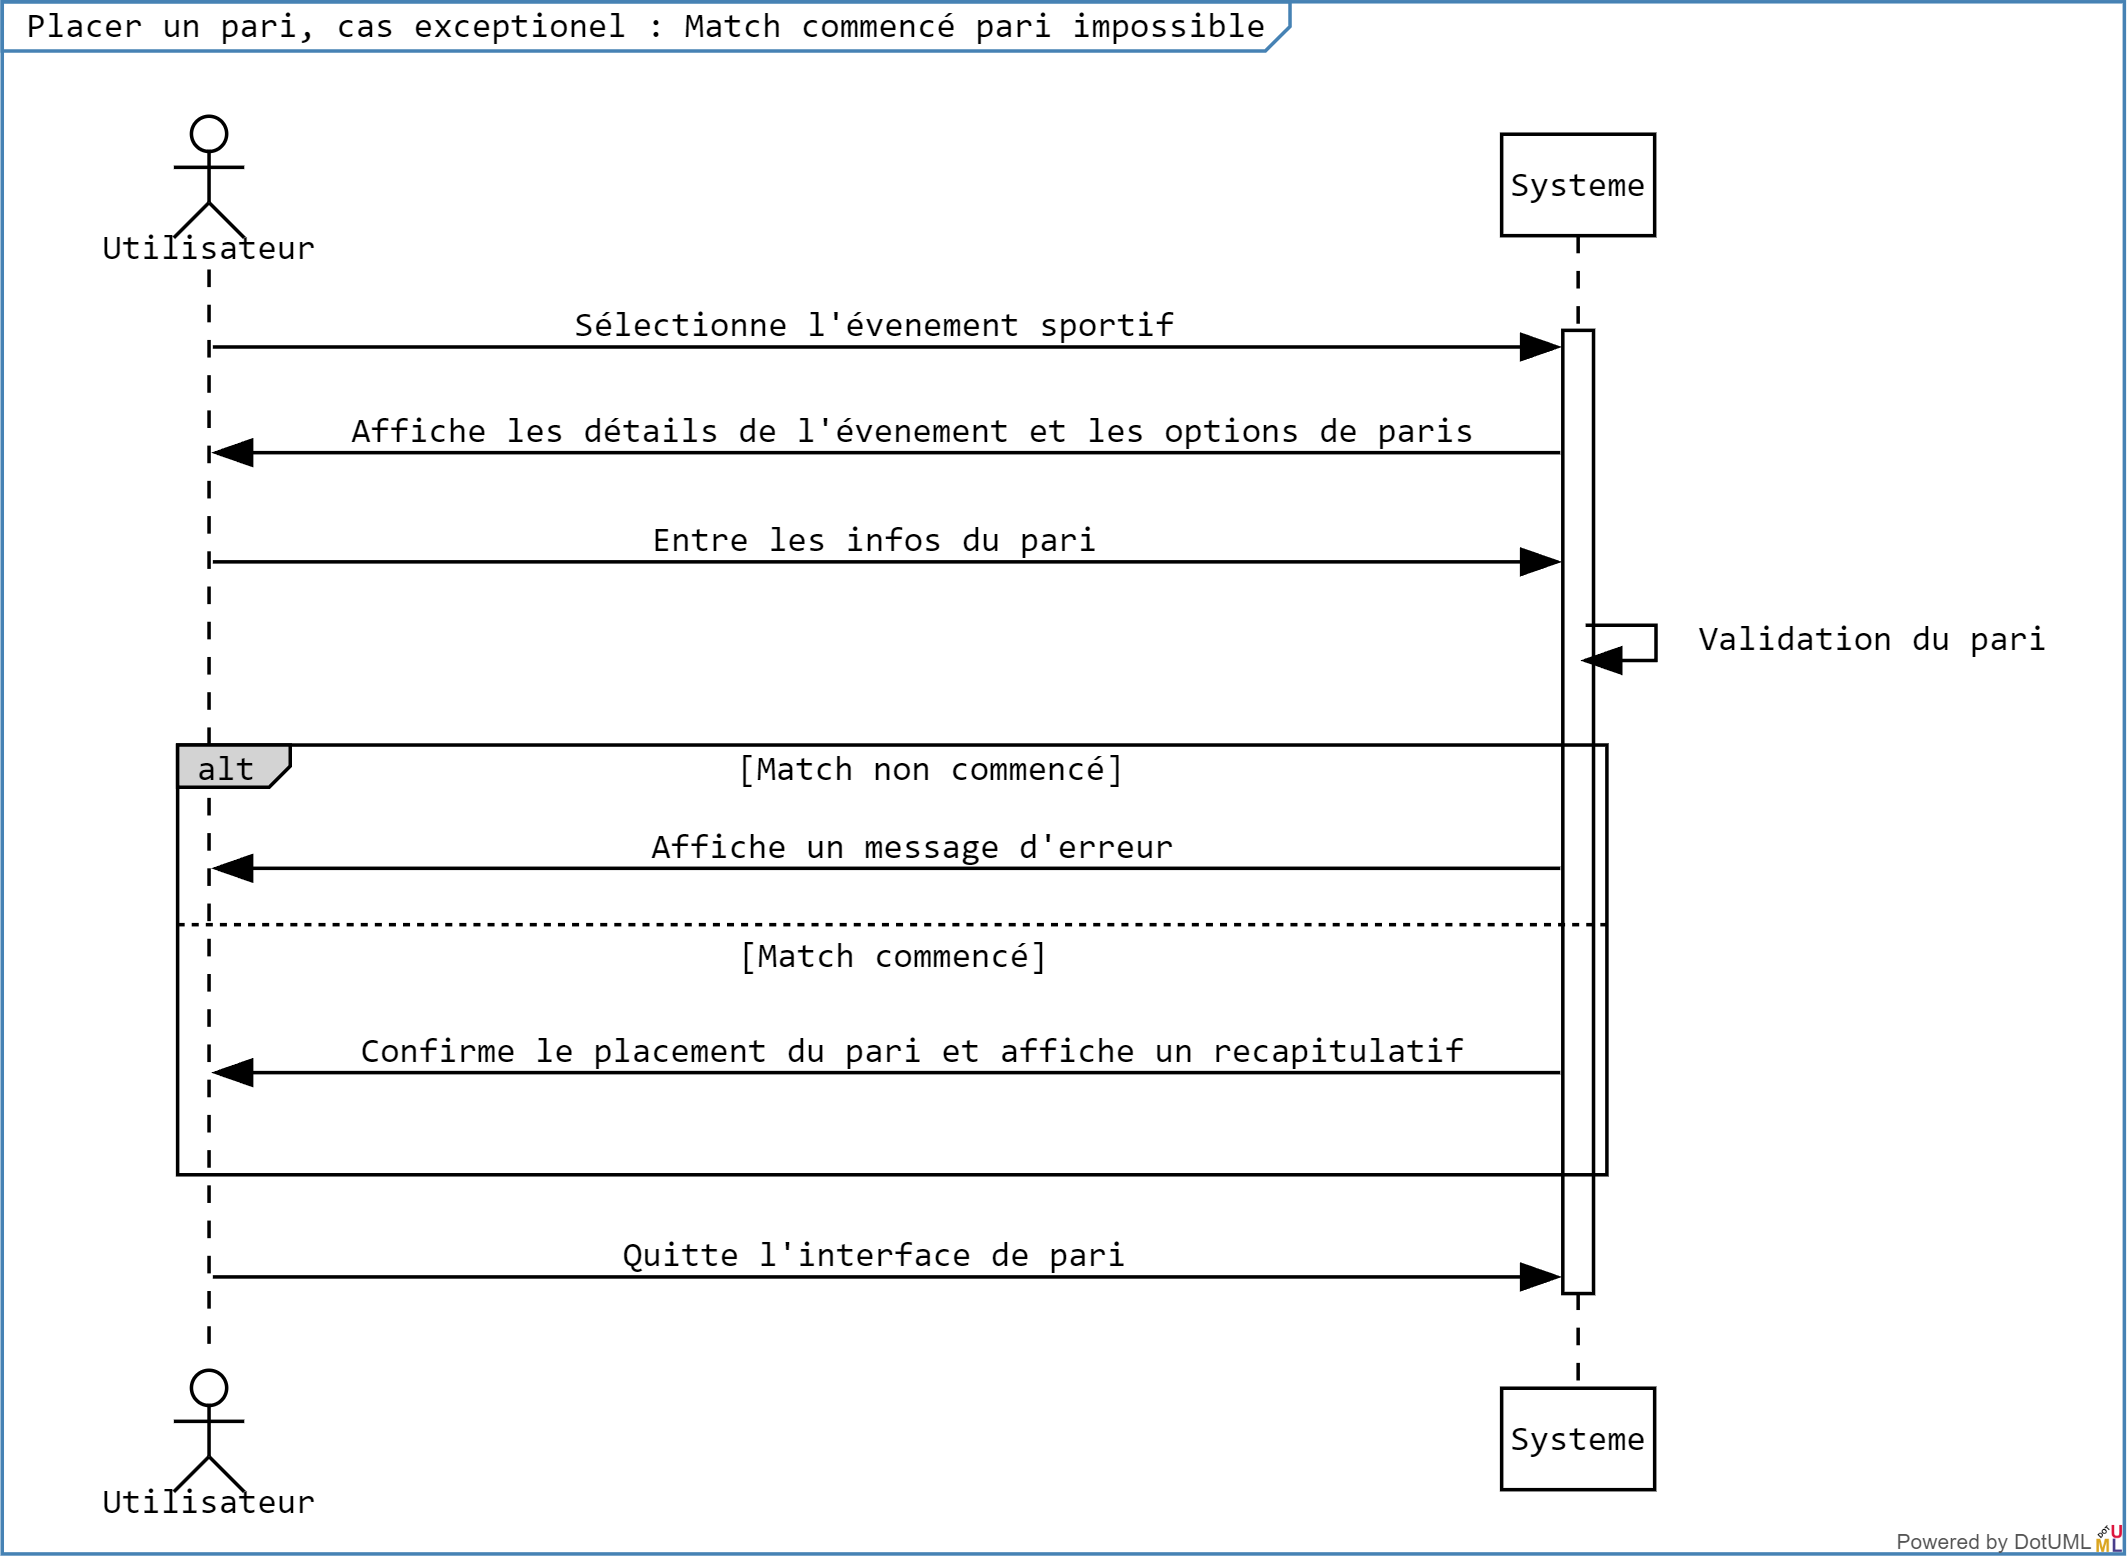 Placer un pari, cas exceptionel : Match commencé pari impossible
Utilisateur
Systeme
Sélectionne l'évenement sportif
Affiche les détails de l'évenement et les options de paris
Entre les infos du pari
Validation du pari
alt
[Match non commencé]
Affiche un message d'erreur
[Match commencé]
Confirme le placement du pari et affiche un recapitulatif
Quitte l'interface de pari
Utilisateur
Systeme
Powered by DotUML
DOT
U
ML